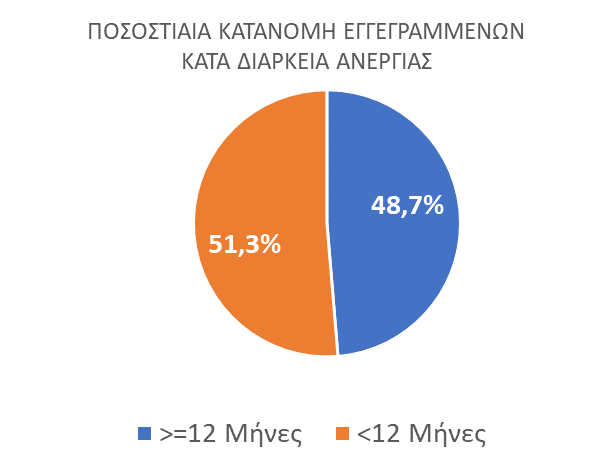 ΠΟΣΟΣΤΙΑΙΑ ΚΑΤΑΝΟΜΗ ΕΓΓΕΓΡΑΜΜΕΝΩΝ
ΚΑΤΑ ΔΙΑΡΚΕΙΑ ΑΝΕΡΓΙΑΣ
48,7%
51,3%
>=12 Μήνες
<12 Μήνες